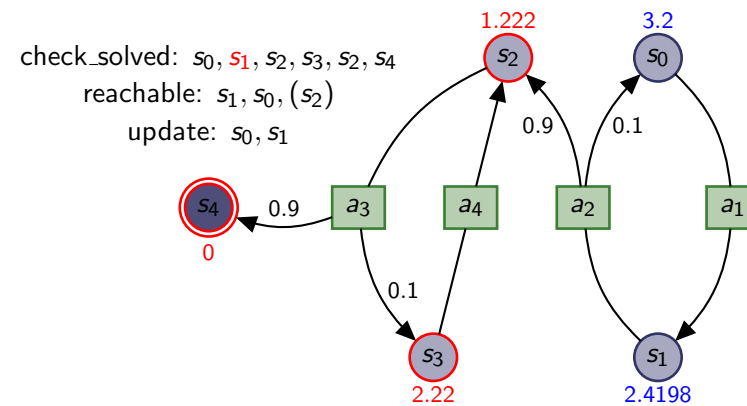 check_solved: s₀, s₁, s₂, s₃, s₂, s₄
reachable: s₁, s₀, (s₂)
update: s₀, s₁
1.222
3.2
s₂
s₀
0.9
0.1
s₄
0.9
a₃
a₄
a₂
a₁
0
0.1
s₃
s₁
2.22
2.4198